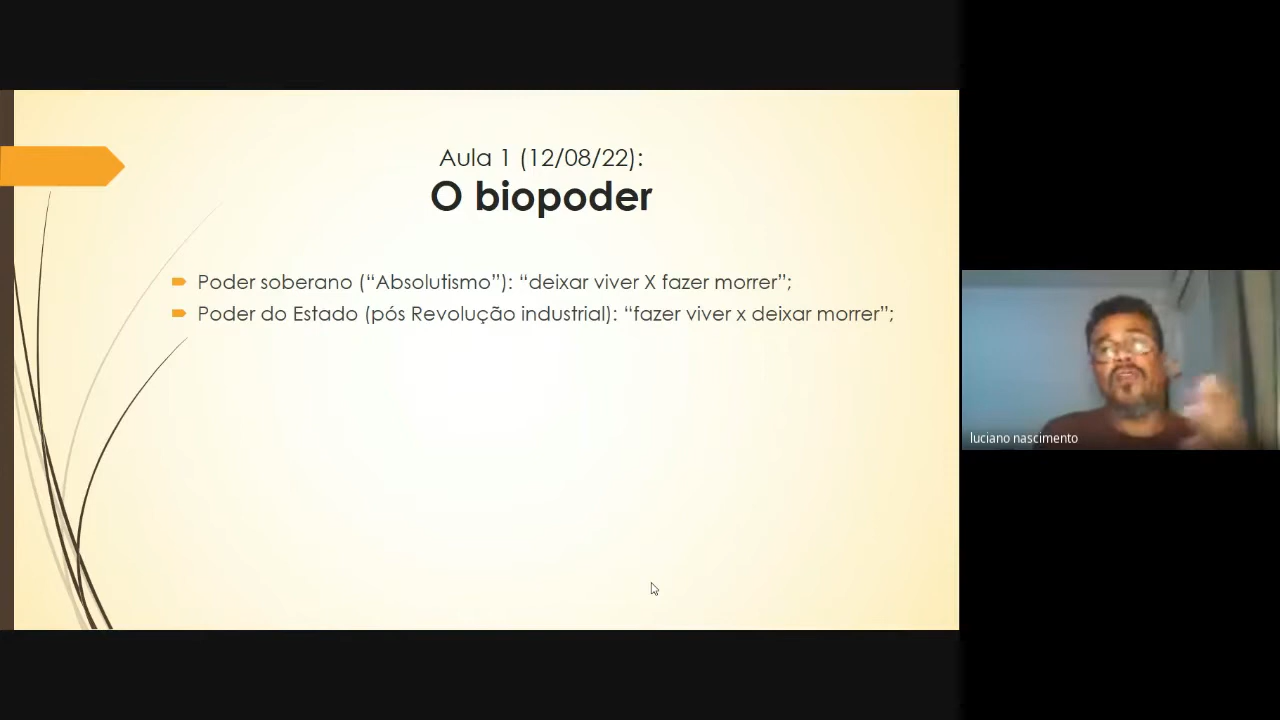 Aula 1 (12/08/22):
O biopoder
Poder soberano (“Absolutismo”): “deixar viver X fazer morrer”;
Poder do Estado (pós Revolução industrial): “fazer viver x deixar morrer”;
luciano nascimento